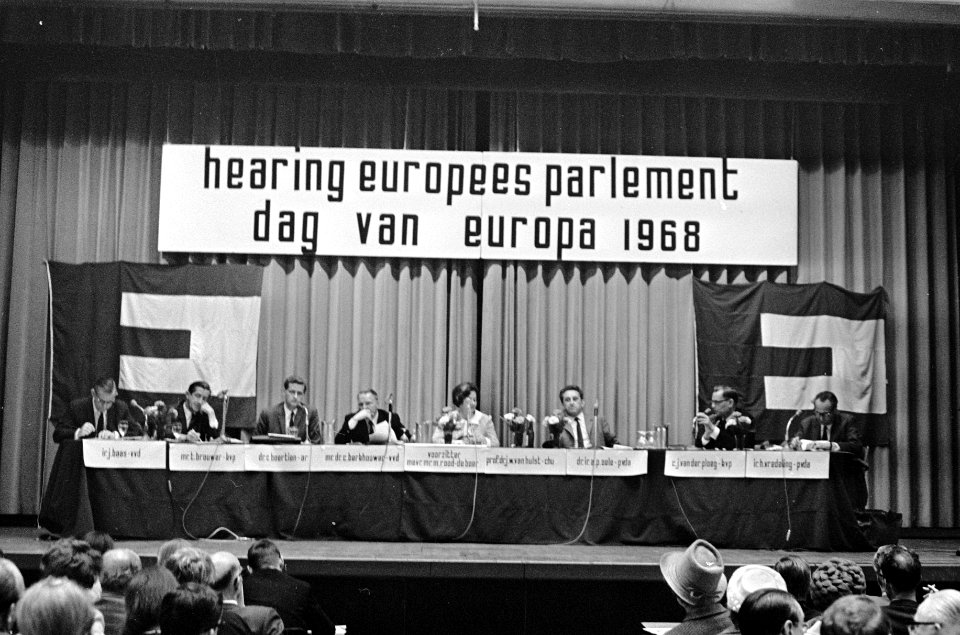 hearing europees parlement
dag van europa 1968
ir.j.baas-vvd
mr.t.brouwer-kvp
dr.c.boertien-ar
mr.dr.c.berkhouwer-vvd
voorzitter
mevr.mr.m.rood-de boer
prof.dr.j.w.van hulst-chu
dr.ir.a.p.oele-pvda
c.j.van der ploeg-kvp
ir.h.vredeling-pvda